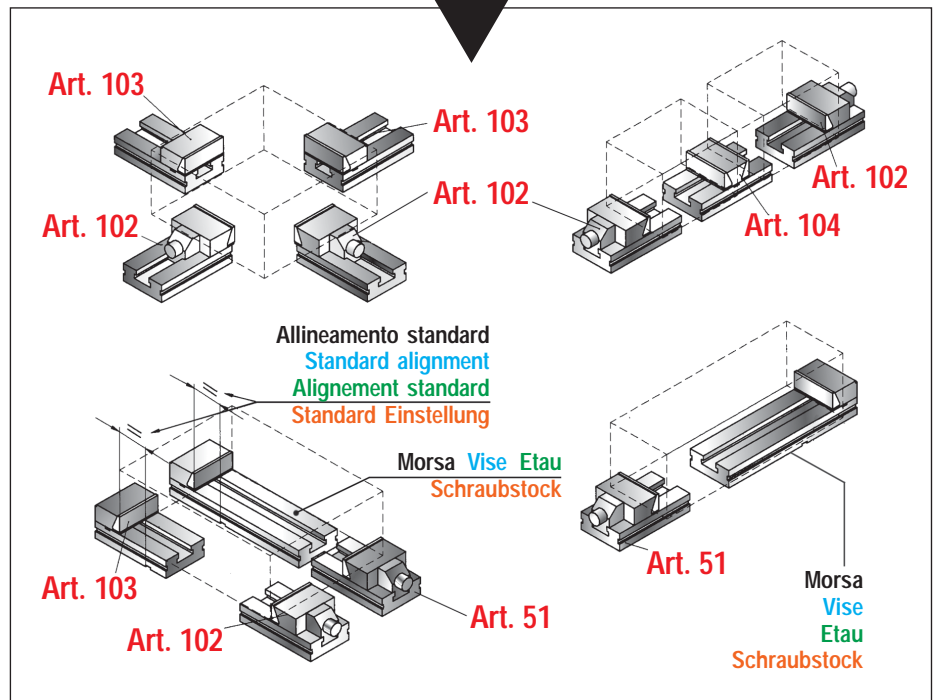 Art. 103
Art. 103
Art. 102
Art. 102
Art. 102
Art. 104
Allineamento standard
Standard alignment
Alignement standard
Standard Einstellung
Morsa Vise Etau
Schraubstock
Art. 103
Art. 102
Art. 51
Art. 51
Morsa
Vise
Etau
Schraubstock